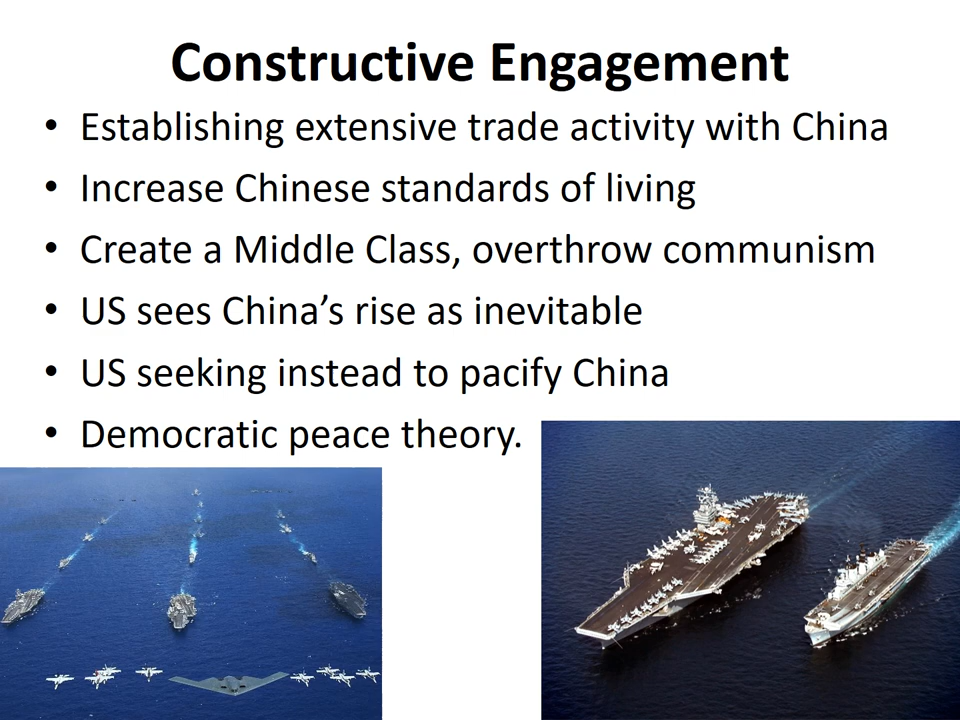 Constructive Engagement
• Establishing extensive trade activity with China
• Increase Chinese standards of living
• Create a Middle Class, overthrow communism
• US sees China’s rise as inevitable
• US seeking instead to pacify China
• Democratic peace theory.